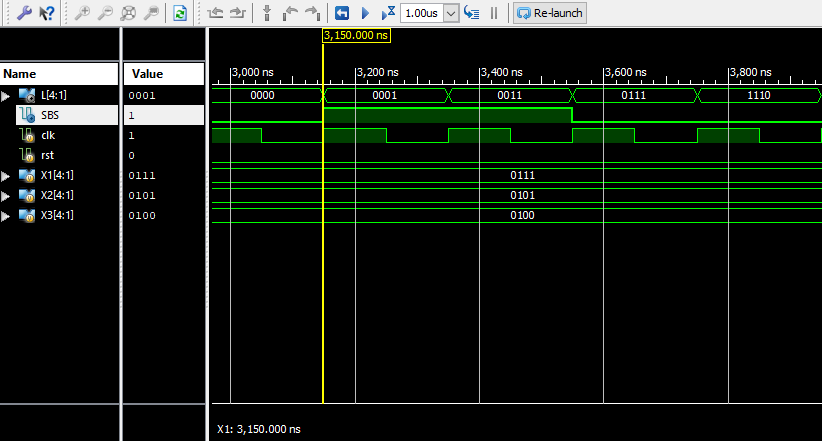 1.00us Re-launch
3,150.000 ns
Name Value
3,000 ns 3,200 ns 3,400 ns 3,600 ns 3,800 ns
L[4:1] 0001 0000 0001 0011 0111 1110
SBS 1
clk 1
rst 0
X1[4:1] 0111 0111
X2[4:1] 0101 0101
X3[4:1] 0100 0100
X1: 3,150.000 ns